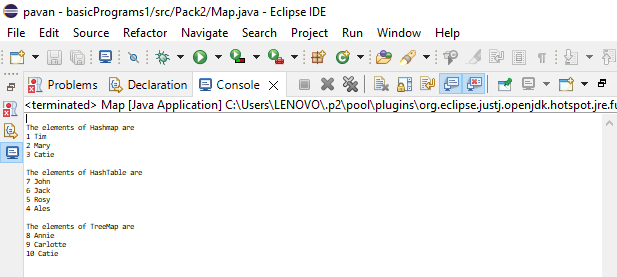 pavan - basicPrograms1/src/Pack2/Map.java - Eclipse IDE
File Edit Source Refactor Navigate Search Project Run Window Help
Problems Declaration Console
<terminated> Map [Java Application] C:\Users\LENOVO\.p2\pool\plugins\org.eclipse.justj.openjdk.hotspot.jre.fu
The elements of Hashmap are
1 Tim
2 Mary
3 Catie
The elements of HashTable are
7 John
6 Jack
5 Rosy
4 Ales
The elements of TreeMap are
8 Annie
9 Carlotte
10 Catie